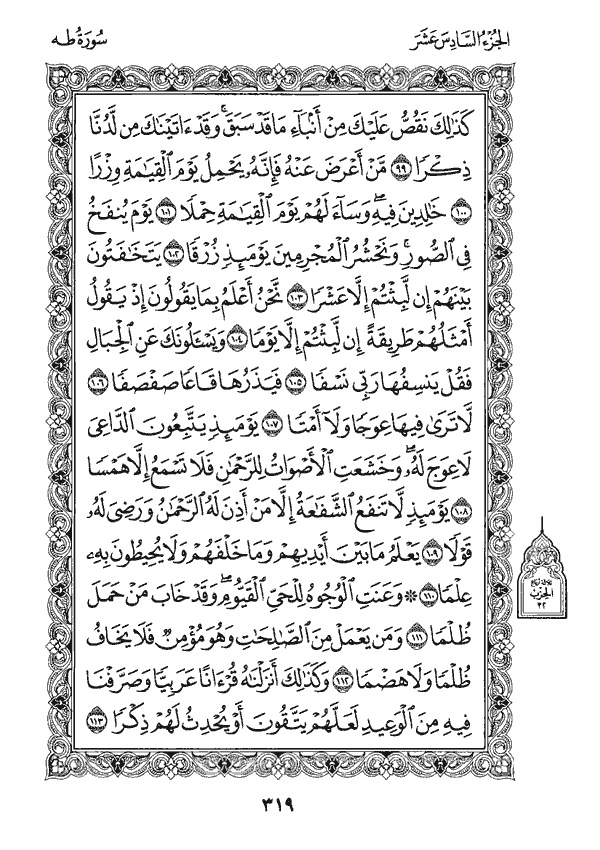 الجزء السادس عشر
سورة طه
كَذَٰلِكَ نَقُصُّ عَلَيْكَ مِنْ أَنۢبَآءِ مَا قَدْ سَبَقَ ۚ وَقَدْ ءَاتَيْنَٰكَ مِن لَّدُنَّا
ذِكْرًا ٩٩ مَّنْ أَعْرَضَ عَنْهُ فَإِنَّهُۥ يَحْمِلُ يَوْمَ ٱلْقِيَٰمَةِ وِزْرًا
١٠٠ خَٰلِدِينَ فِيهِ ۖ وَسَآءَ لَهُمْ يَوْمَ ٱلْقِيَٰمَةِ حِمْلًا ١٠١ يَوْمَ يُنفَخُ
فِى ٱلصُّورِ ۚ وَنَحْشُرُ ٱلْمُجْرِمِينَ يَوْمَئِذٍ زُرْقًا ١٠٢ يَتَخَٰفَتُونَ
بَيْنَهُمْ إِن لَّبِثْتُمْ إِلَّا عَشْرًا ١٠٣ نَّحْنُ أَعْلَمُ بِمَا يَقُولُونَ إِذْ يَقُولُ
أَمْثَلُهُمْ طَرِيقَةً إِن لَّبِثْتُمْ إِلَّا يَوْمًا ١٠٤ وَيَسْـَٔلُونَكَ عَنِ ٱلْجِبَالِ
فَقُلْ يَنسِفُهَا رَبِّى نَسْفًا ١٠٥ فَيَذَرُهَا قَاعًا صَفْصَفًا ١٠٦
لَّا تَرَىٰ فِيهَا عِوَجًا وَلَآ أَمْتًا ١٠٧ يَوْمَئِذٍ يَتَّبِعُونَ ٱلدَّاعِىَ
لَا عِوَجَ لَهُۥ ۖ وَخَشَعَتِ ٱلْأَصْوَاتُ لِلرَّحْمَٰنِ فَلَا تَسْمَعُ إِلَّا هَمْسًا
١٠٨ يَوْمَئِذٍ لَّا تَنفَعُ ٱلشَّفَٰعَةُ إِلَّا مَنْ أَذِنَ لَهُ ٱلرَّحْمَٰنُ وَرَضِىَ لَهُۥ
قَوْلًا ١٠٩ يَعْلَمُ مَا بَيْنَ أَيْدِيهِمْ وَمَا خَلْفَهُمْ وَلَا يُحِيطُونَ بِهِۦ
عِلْمًا ١١٠ ۞ وَعَنَتِ ٱلْوُجُوهُ لِلْحَىِّ ٱلْقَيُّومِ ۖ وَقَدْ خَابَ مَنْ حَمَلَ
ظُلْمًا ١١١ وَمَن يَعْمَلْ مِنَ ٱلصَّٰلِحَٰتِ وَهُوَ مُؤْمِنٌ فَلَا يَخَافُ
ظُلْمًا وَلَا هَضْمًا ١١٢ وَكَذَٰلِكَ أَنزَلْنَٰهُ قُرْءَانًا عَرَبِيًّا وَصَرَّفْنَا
فِيهِ مِنَ ٱلْوَعِيدِ لَعَلَّهُمْ يَتَّقُونَ أَوْ يُحْدِثُ لَهُمْ ذِكْرًا ١١٣
الحزب
٣٢
٣١٩